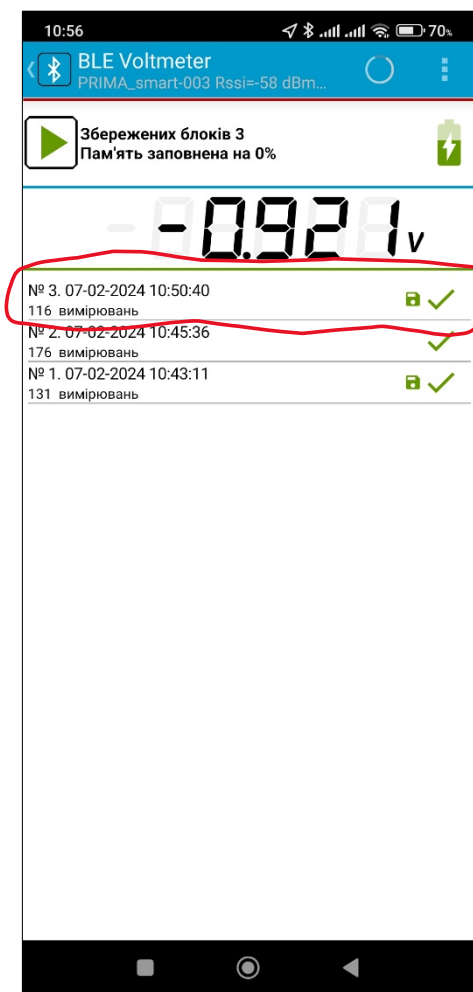 10:56
70%
BLE Voltmeter
PRIMA_smart-003 Rssi=-58 dBm...
Збережених блоків 3
Пам'ять заповнена на 0%
-0.921 v
№ 3. 07-02-2024 10:50:40
116 вимірювань
№ 2. 07-02-2024 10:45:36
176 вимірювань
№ 1. 07-02-2024 10:43:11
131 вимірювань